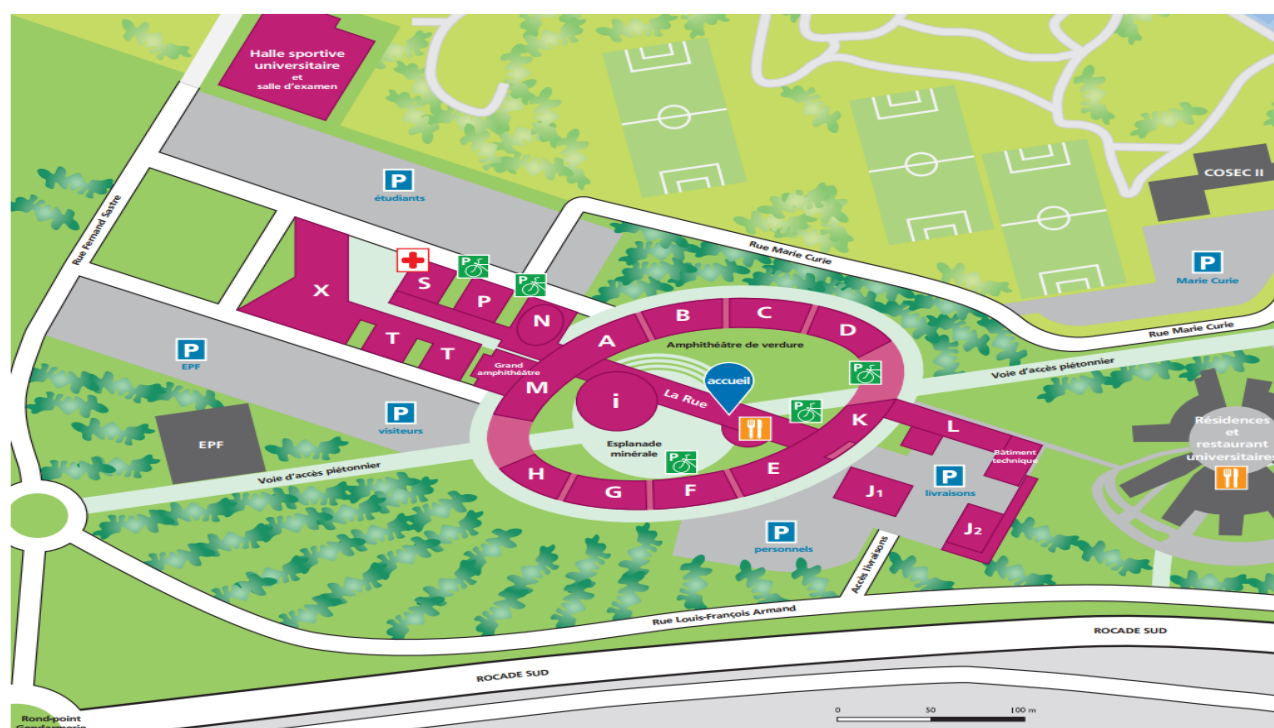 Halle sportive
universitaire
et
salle d'examen
P
étudiants
Rue Fernand Sastre
COSEC II
Rue Marie Curie
P
Marie Curie
Rue Marie Curie
X
S
P
P
P
N
T
T
Grand
amphithéâtre
P
EPF
P
visiteurs
EPF
A
B
C
D
Amphithéâtre de verdure
M
i
La Rue
accueil
P
P
Esplanade
minérale
P
K
E
F
G
H
Voie d'accès piétonnier
Voie d'accès piétonnier
L
Bâtiment
technique
P
livraisons
J1
J2
P
personnels
Accès livraisons
Résidences
et
restaurant
universitaires
Rue Louis-François Armand
ROCADE SUD
ROCADE SUD
Rond-point
Gendarmerie
0 50 100 m